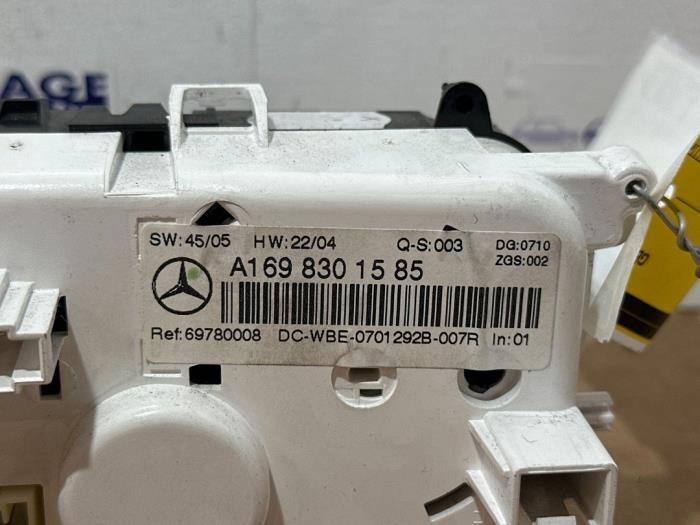 AGE
SW:45/05 HW:22/04 Q-S:003 DG:0710
ZGS:002
A169 830 15 85
Ref:69780008 DC-WBE-0701292B-007R In:01